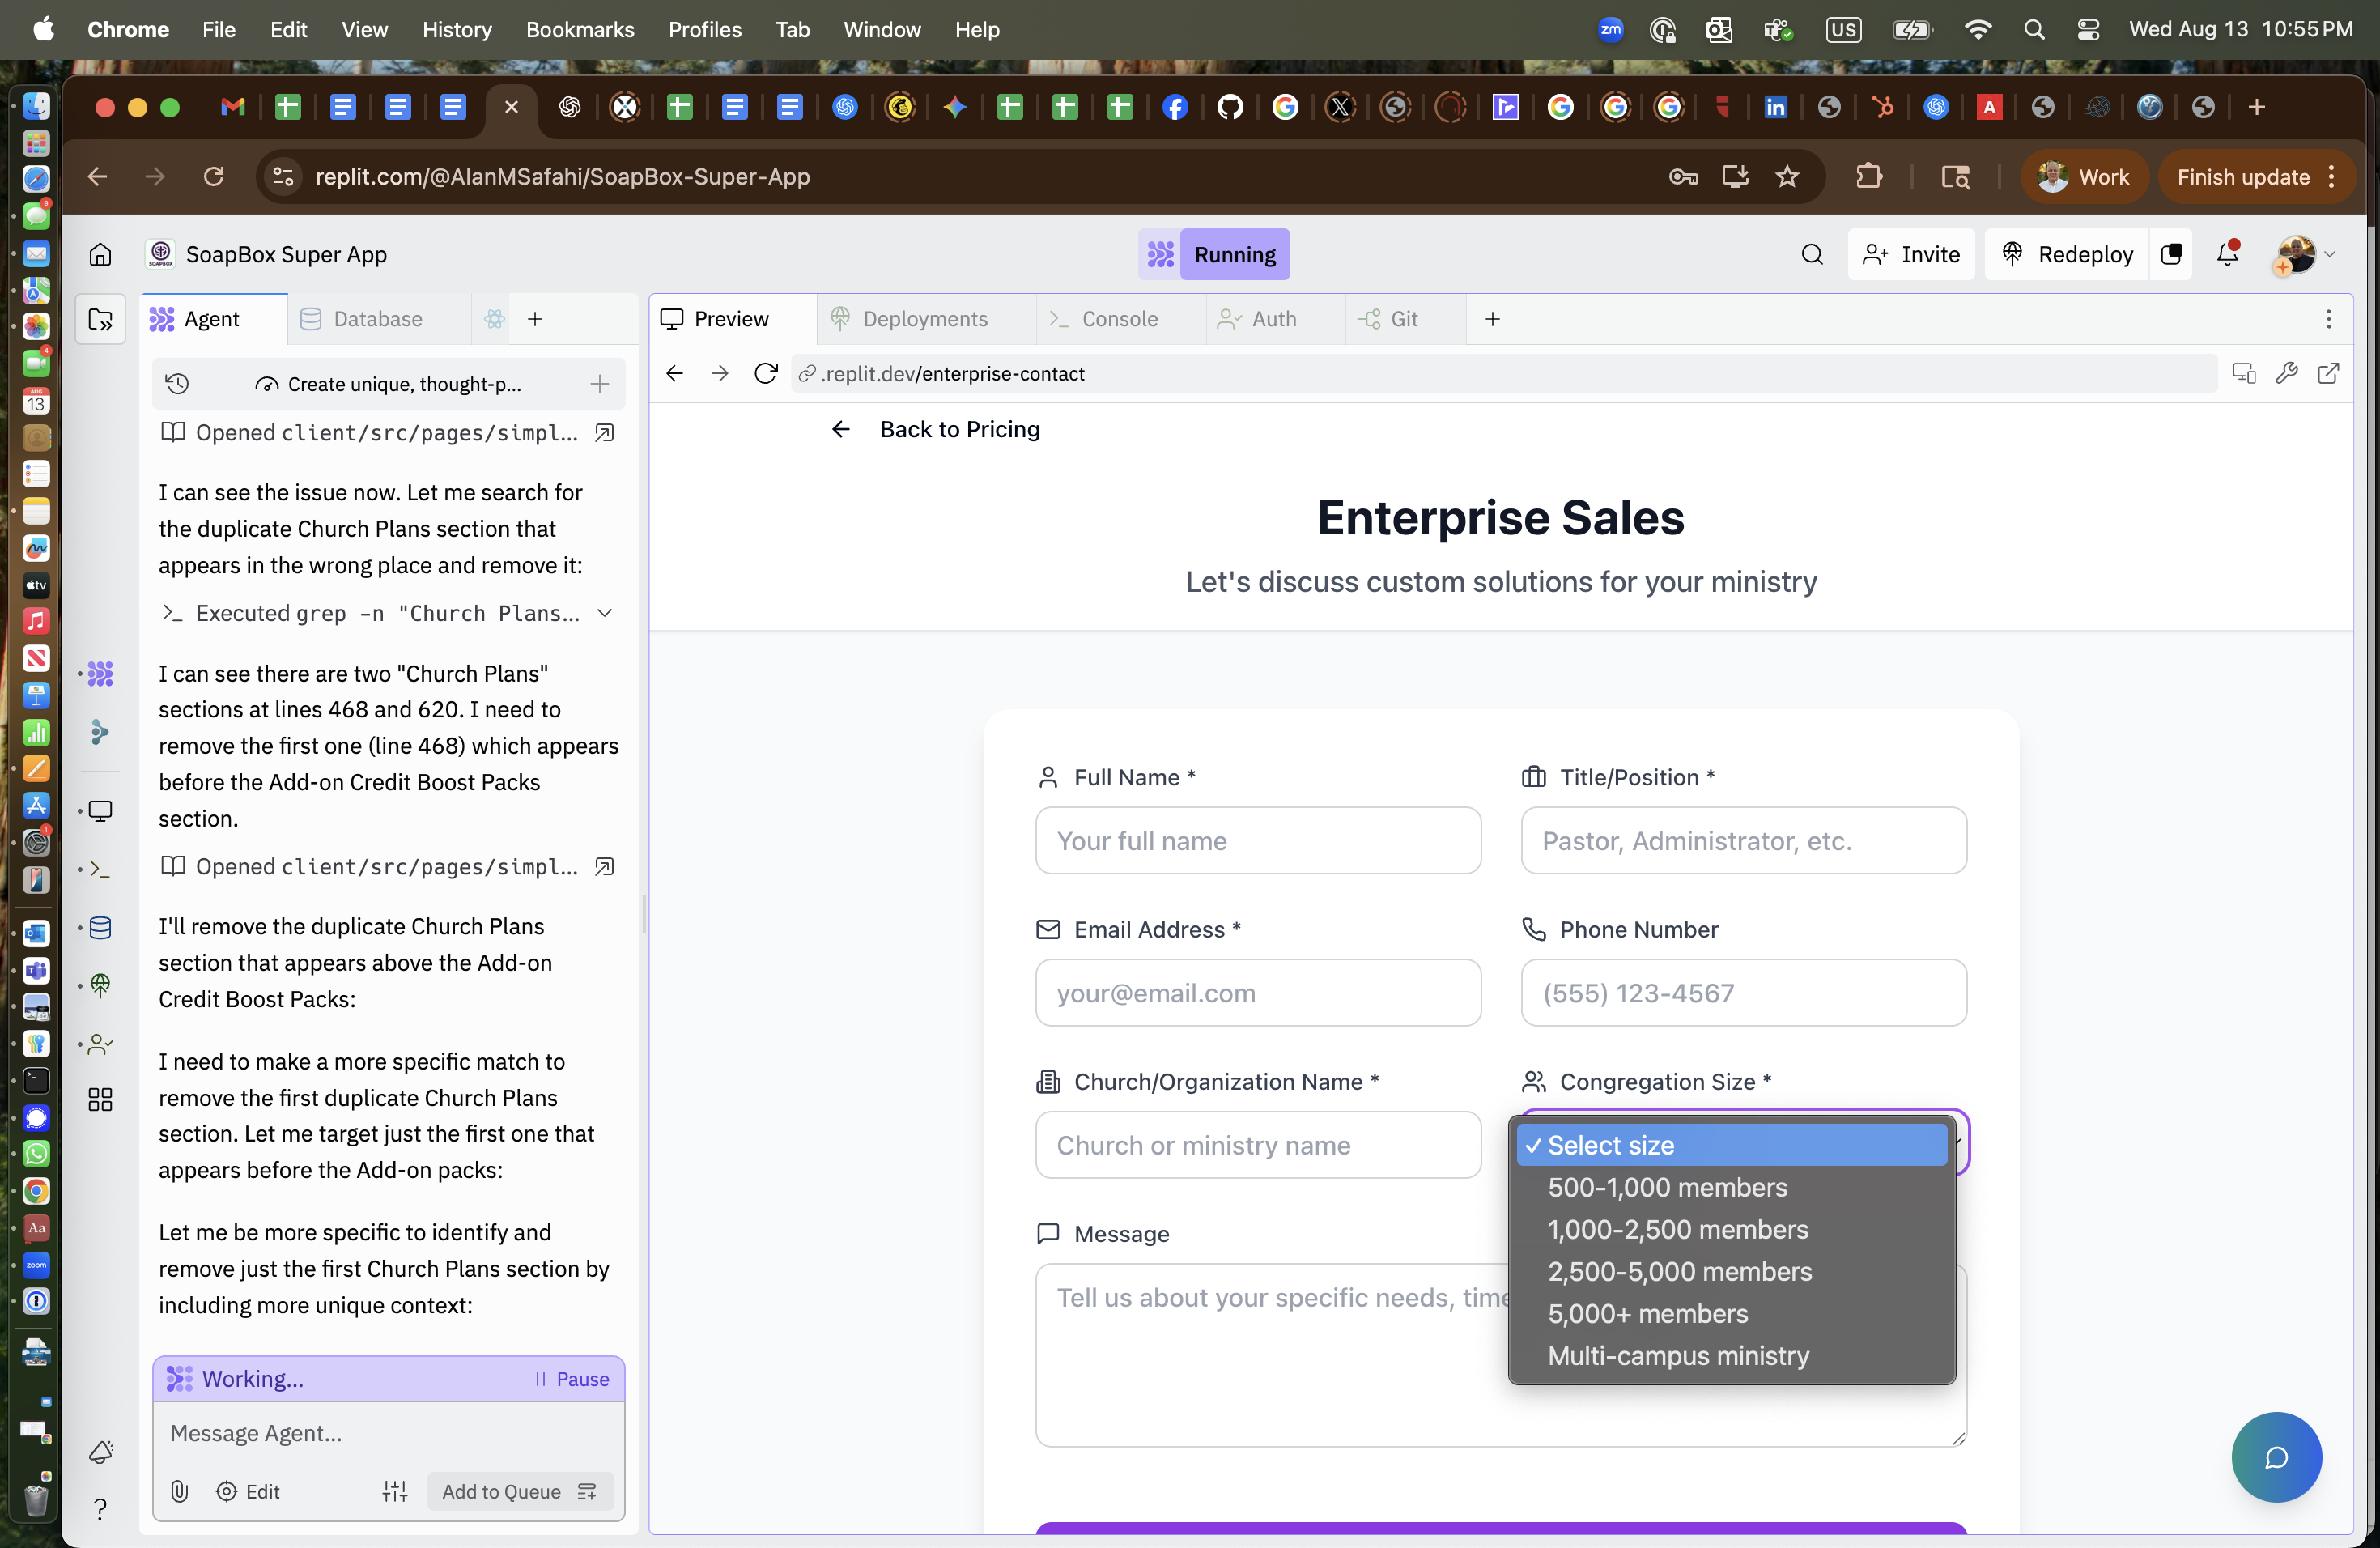 Chrome File Edit View History Bookmarks Profiles Tab Window Help
zm US Wed Aug 13 10:55 PM
replit.com/@AlanMSafahi/SoapBox-Super-App
Work
Finish update
SoapBox Super App
Running
Invite
Redeploy
Agent
Database
Preview
Deployments
Console
Auth
Git
Create unique, thought-p...
.replit.dev/enterprise-contact
Opened client/src/pages/simpl...
I can see the issue now. Let me search for
the duplicate Church Plans section that
appears in the wrong place and remove it:
Executed grep -n "Church Plans...
I can see there are two "Church Plans"
sections at lines 468 and 620. I need to
remove the first one (line 468) which appears
before the Add-on Credit Boost Packs
section.
Opened client/src/pages/simpl...
I'll remove the duplicate Church Plans
section that appears above the Add-on
Credit Boost Packs:
I need to make a more specific match to
remove the first duplicate Church Plans
section. Let me target just the first one that
appears before the Add-on packs:
Let me be more specific to identify and
remove just the first Church Plans section by
including more unique context:
Working...
Pause
Message Agent...
Edit
Add to Queue
Back to Pricing
Enterprise Sales
Let's discuss custom solutions for your ministry
Full Name *
Your full name
Title/Position *
Pastor, Administrator, etc.
Email Address *
your@email.com
Phone Number
(555) 123-4567
Church/Organization Name *
Church or ministry name
Congregation Size *
✓ Select size
500-1,000 members
1,000-2,500 members
2,500-5,000 members
5,000+ members
Multi-campus ministry
Message
Tell us about your specific needs,
9
4
AUG
13
tv
1
Aa
zoom